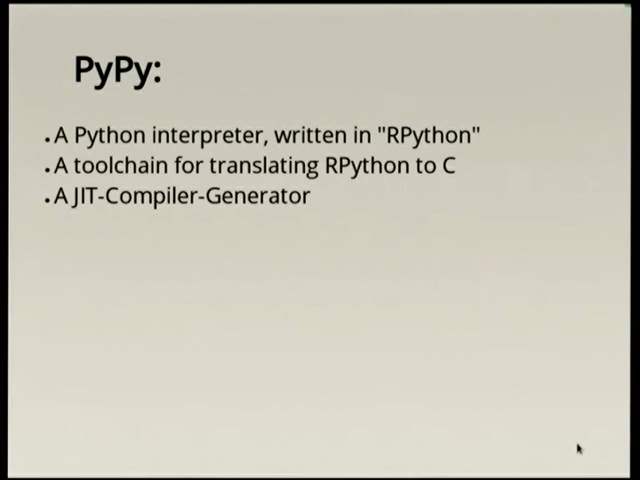 PyPy:
. A Python interpreter, written in "RPython"
. A toolchain for translating RPython to C
. A JIT-Compiler-Generator